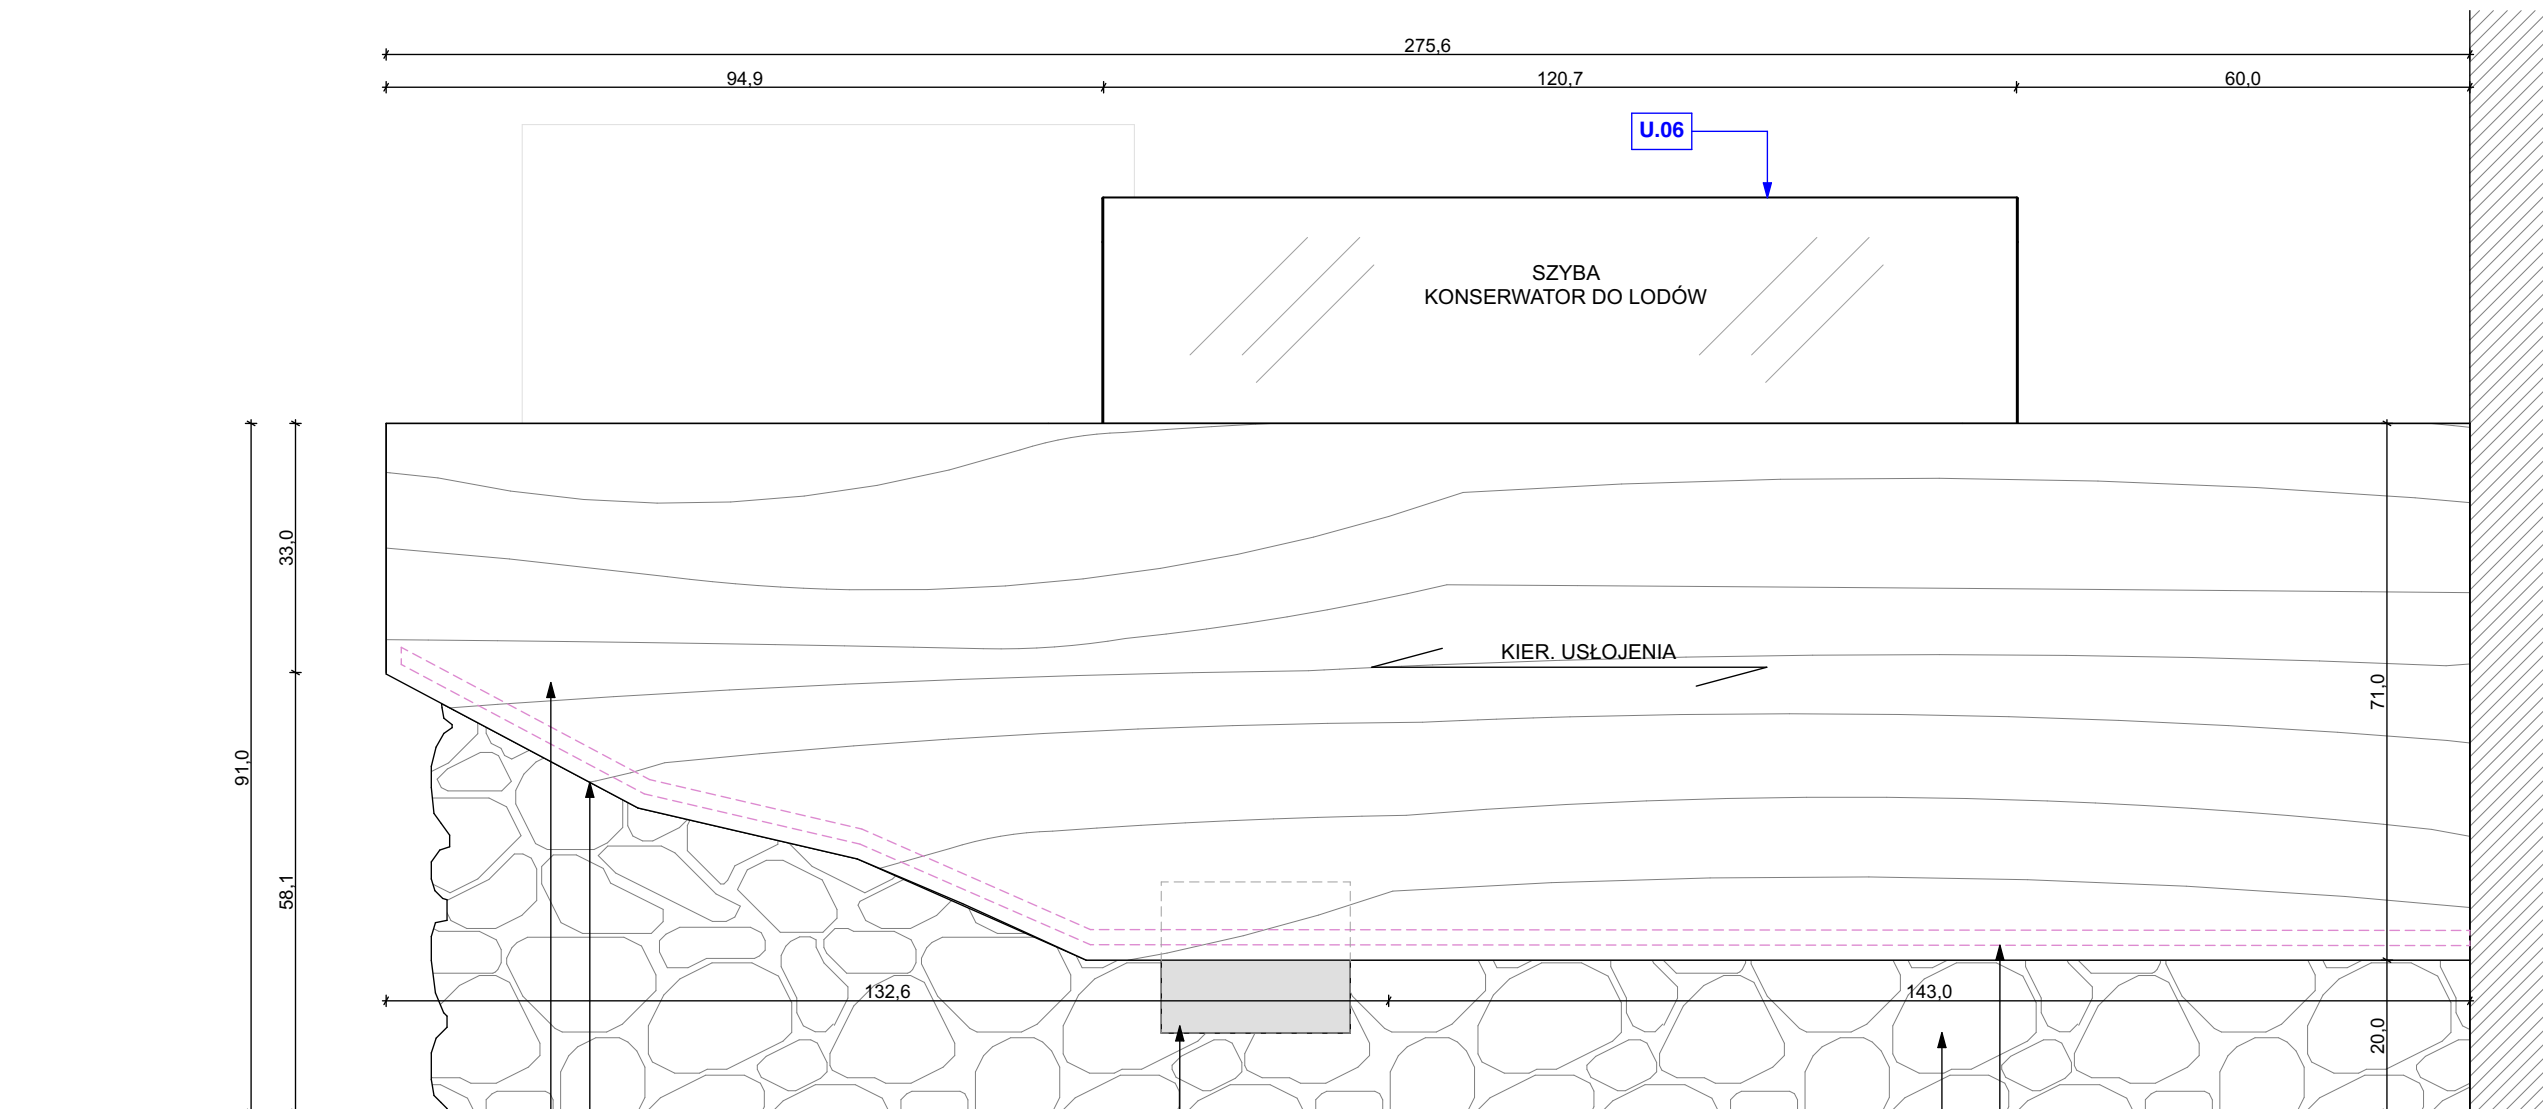 275,6
94,9
120,7
60,0
U.06
SZYBA
KONSERWATOR DO LODÓW
33,0
KIER. USŁOJENIA
71,0
91,0
58,1
132,6
143,0
20,0